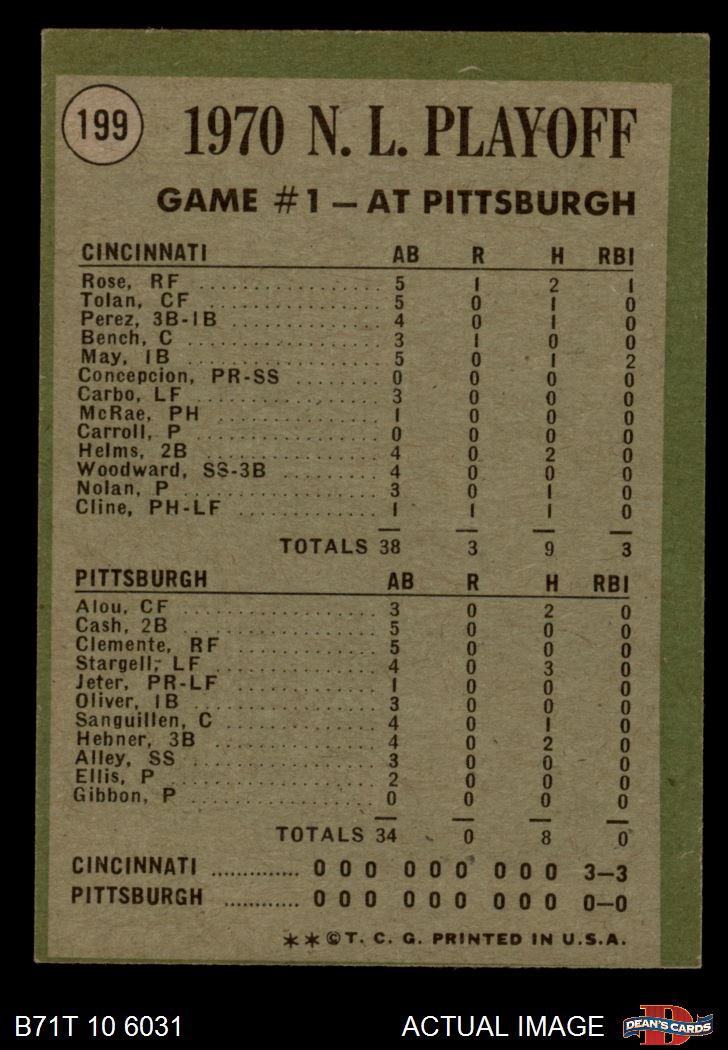 199
1970 N. L. PLAYOFF
GAME #1 — AT PITTSBURGH
CINCINNATI AB R H RBI
Rose, RF .................... 5 1 2 1
Tolan, CF .................... 5 0 1 0
Perez, 3B-1B ................ 4 0 1 0
Bench, C .................... 3 1 0 0
May, 1B .................... 5 0 1 2
Concepcion, PR-SS ........ 0 0 0 0
Carbo, LF .................... 3 0 0 0
McRae, PH .................. 1 0 0 0
Carroll, P .................... 0 0 0 0
Helms, 2B .................... 4 0 2 0
Woodward, SS-3B ............ 4 0 0 0
Nolan, P .................... 3 0 1 0
Cline, PH-LF ................ 1 1 1 0
TOTALS 38 3 9 3
PITTSBURGH AB R H RBI
Alou, CF .................... 3 0 2 0
Cash, 2B .................... 5 0 0 0
Clemente, RF ................ 5 0 0 0
Stargell, LF .................. 4 0 3 0
Jeter, PR-LF ................ 1 0 0 0
Oliver, 1B .................... 3 0 0 0
Sanguillen, C ................ 4 0 1 0
Hebner, 3B .................. 4 0 2 0
Alley, SS .................... 3 0 0 0
Ellis, P .................... 2 0 0 0
Gibbon, P .................... 0 0 0 0
TOTALS 34 0 8 0
CINCINNATI .............. 0 0 0 0 0 0 0 0 0 3—3
PITTSBURGH ............ 0 0 0 0 0 0 0 0 0 0—0
**©T. C. G. PRINTED IN U.S.A.
B71T 10 6031 ACTUAL IMAGE DEAN'S CARDS